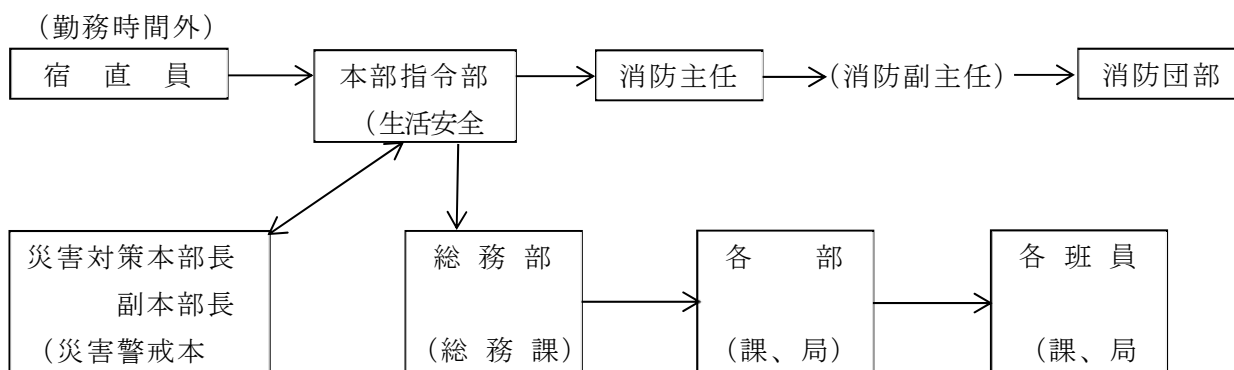 (勤務時間外)
宿 直 員
本部指令部
(生活安全
消防主任
(消防副主任)
消防団部
災害対策本部長
副本部長
(災害警戒本
総 務 部
(総 務 課)
各 部
(課、局)
各 班 員
(課、局